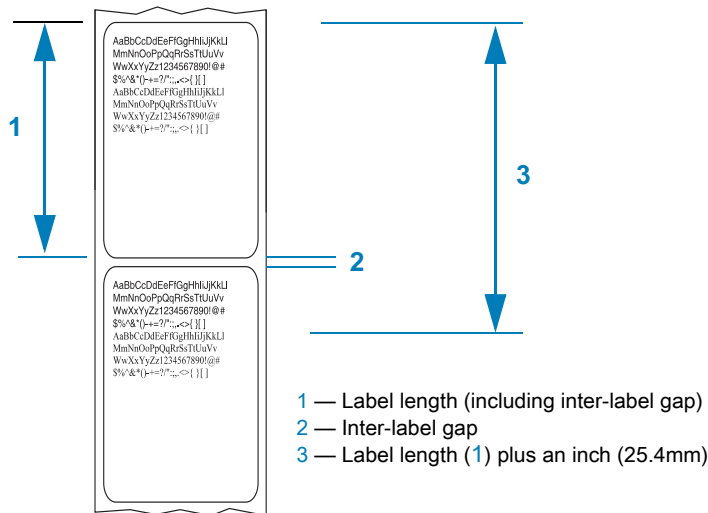 AaBbCcDdEeFfGgHhIiJjKkLl
MmNnOoPpQqRrSsTtUuVv
WwXxYyZz1234567890!@#
$%^&*()-+=?/":;,.<>{ }[ ]
AaBbCcDdEeFfGgHhIiJjKkLl
MmNnOoPpQqRrSsTtUuVv
WwXxYyZz1234567890!@#
$%^&*()-+=?/":;,.<>{ }[ ]
1
3
2
AaBbCcDdEeFfGgHhIiJjKkLl
MmNnOoPpQqRrSsTtUuVv
WwXxYyZz1234567890!@#
$%^&*()-+=?/":;,.<>{ }[ ]
AaBbCcDdEeFfGgHhIiJjKkLl
MmNnOoPpQqRrSsTtUuVv
WwXxYyZz1234567890!@#
$%^&*()-+=?/":;,.<>{ }[ ]
1 — Label length (including inter-label gap)
2 — Inter-label gap
3 — Label length (1) plus an inch (25.4mm)